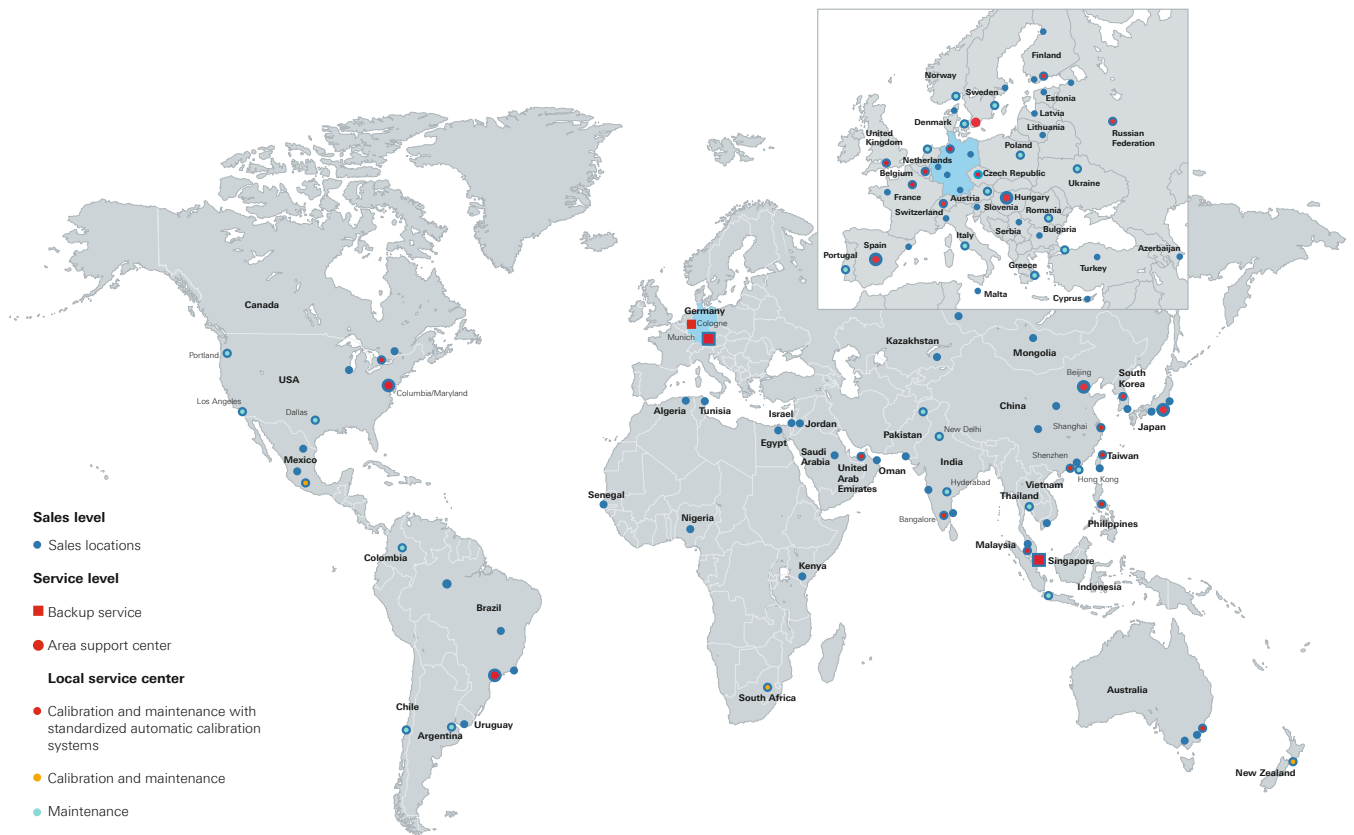 Finland
Norway
Sweden
Estonia
Latvia
Denmark
Lithuania
United
Kingdom
Russian
Federation
Poland
Netherlands
Belgium
Czech Republic
Ukraine
France
Austria
Hungary
Switzerland
Slovenia
Romania
Serbia
Bulgaria
Italy
Spain
Portugal
Azerbaijan
Greece
Turkey
Malta
Cyprus
Canada
Portland
USA
Columbia/Maryland
Los Angeles
Dallas
Mexico
Germany
Cologne
Munich
Kazakhstan
Mongolia
Beijing
South
Korea
Algeria
Tunisia
Israel
Jordan
Egypt
China
Japan
Shanghai
Pakistan
New Delhi
Saudi
Arabia
United
Arab
Emirates
Oman
India
Shenzhen
Taiwan
Hong Kong
Hyderabad
Vietnam
Thailand
Bangalore
Philippines
Senegal
Nigeria
Kenya
Malaysia
Singapore
Indonesia
Colombia
Brazil
South Africa
Chile
Argentina
Uruguay
Australia
New Zealand
Sales level
Sales locations
Service level
Backup service
Area support center
Local service center
Calibration and maintenance with
standardized automatic calibration
systems
Calibration and maintenance
Maintenance